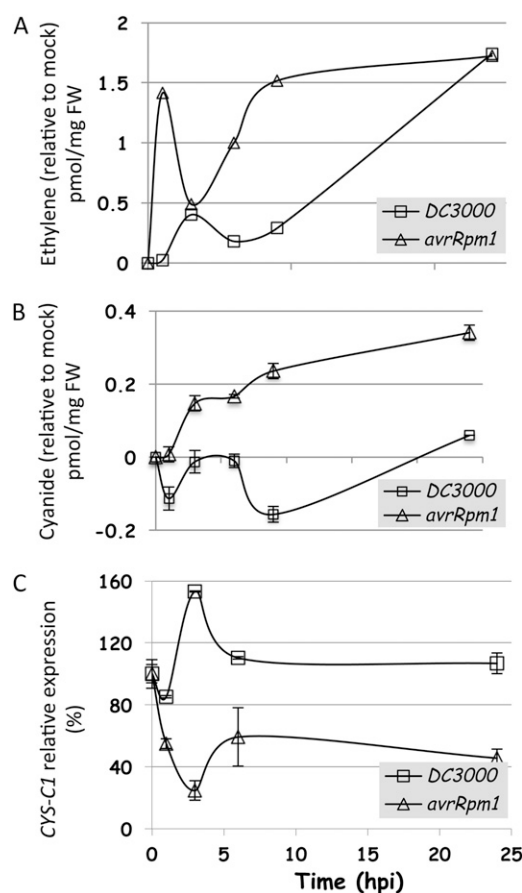 A
Ethylene (relative to mock)
pmol/mg FW
2
1.5
1
0.5
0
DC3000
avrRpm1
B
Cyanide (relative to mock)
pmol/mg FW
0.4
0.2
0
-0.2
DC3000
avrRpm1
C
CYS-C1 relative expression
(%)
160
120
80
40
0
DC3000
avrRpm1
0 5 10 15 20 25
Time (hpi)